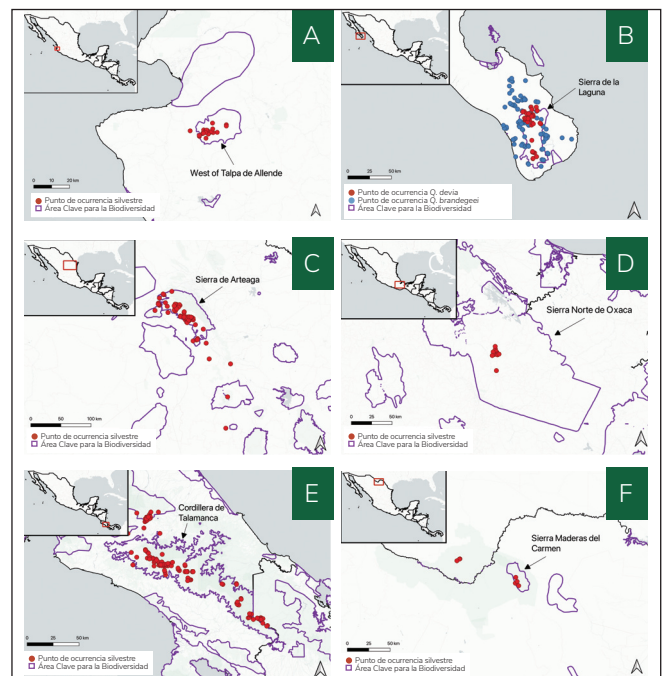 A
West of Talpa de Allende
0 10 20 km
Punto de ocurrencia silvestre
Área Clave para la Biodiversidad
B
Sierra de la
Laguna
0 25 50 km
Punto de ocurrencia Q. devia
Punto de ocurrencia Q. brandegeei
Área Clave para la Biodiversidad
C
Sierra de Arteaga
0 50 100 km
Punto de ocurrencia silvestre
Área Clave para la Biodiversidad
D
Sierra Norte de Oxaca
0 25 50 km
Punto de ocurrencia silvestre
Área Clave para la Biodiversidad
E
Cordillera de
Talamanca
0 25 50 km
Punto de ocurrencia silvestre
Área Clave para la Biodiversidad
F
Sierra Maderas del
Carmen
0 25 50 km
Punto de ocurrencia silvestre
Área Clave para la Biodiversidad